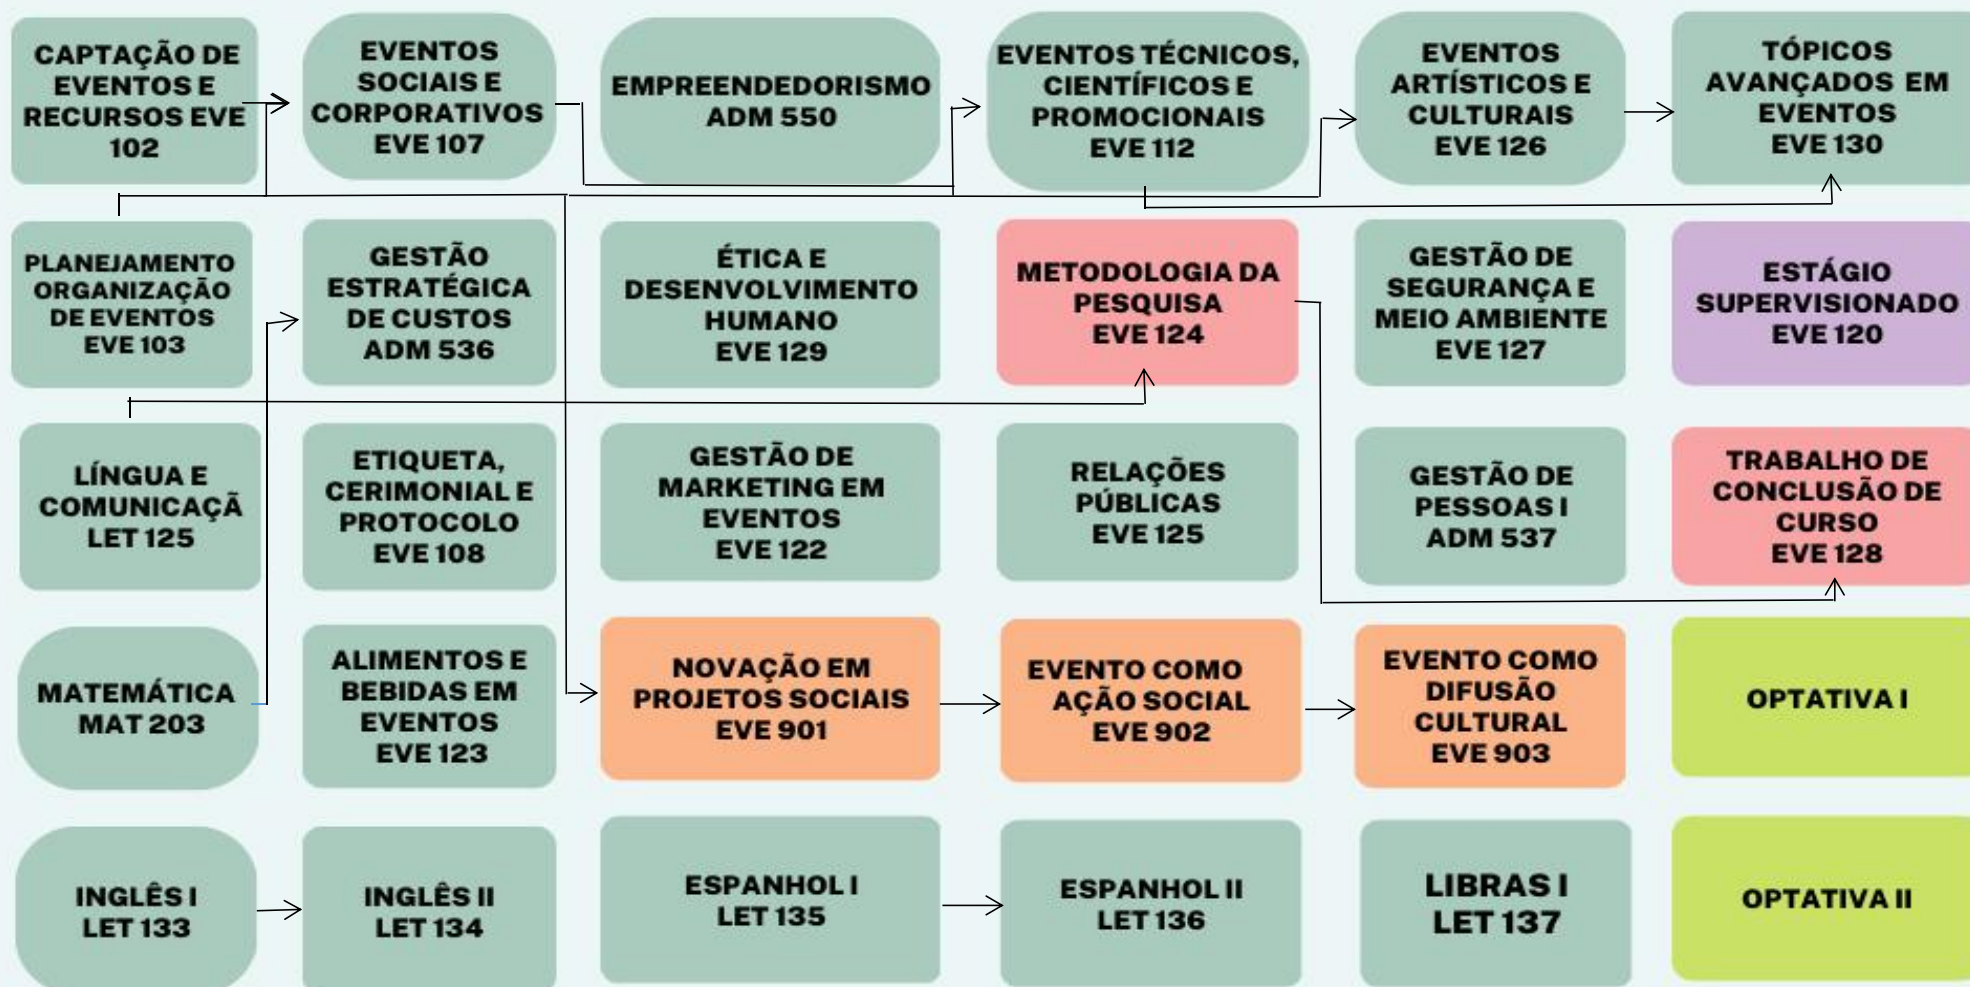 CAPTAÇÃO DE
EVENTOS E
RECURSOS EVE
102
EVENTOS
SOCIAIS E
CORPORATIVOS
EVE 107
EMPREENDEDORISMO
ADM 550
EVENTOS TÉCNICOS,
CIENTÍFICOS E
PROMOCIONAIS
EVE 112
EVENTOS
ARTÍSTICOS E
CULTURAIS
EVE 126
TÓPICOS
AVANÇADOS EM
EVENTOS
EVE 130
PLANEJAMENTO
ORGANIZAÇÃO
DE EVENTOS
EVE 103
GESTÃO
ESTRATÉGICA
DE CUSTOS
ADM 536
ÉTICA E
DESENVOLVIMENTO
HUMANO
EVE 129
METODOLOGIA DA
PESQUISA
EVE 124
GESTÃO DE
SEGURANÇA E
MEIO AMBIENTE
EVE 127
ESTÁGIO
SUPERVISIONADO
EVE 120
LÍNGUA E
COMUNICAÇÃ
LET 125
ETIQUETA,
CERIMONIAL E
PROTOCOLO
EVE 108
GESTÃO DE
MARKETING EM
EVENTOS
EVE 122
RELAÇÕES
PÚBLICAS
EVE 125
GESTÃO DE
PESSOAS I
ADM 537
TRABALHO DE
CONCLUSÃO DE
CURSO
EVE 128
MATEMÁTICA
MAT 203
ALIMENTOS E
BEBIDAS EM
EVENTOS
EVE 123
NOVAÇÃO EM
PROJETOS SOCIAIS
EVE 901
EVENTO COMO
AÇÃO SOCIAL
EVE 902
EVENTO COMO
DIFUSÃO
CULTURAL
EVE 903
OPTATIVA I
INGLÊS I
LET 133
INGLÊS II
LET 134
ESPANHOL I
LET 135
ESPANHOL II
LET 136
LIBRAS I
LET 137
OPTATIVA II